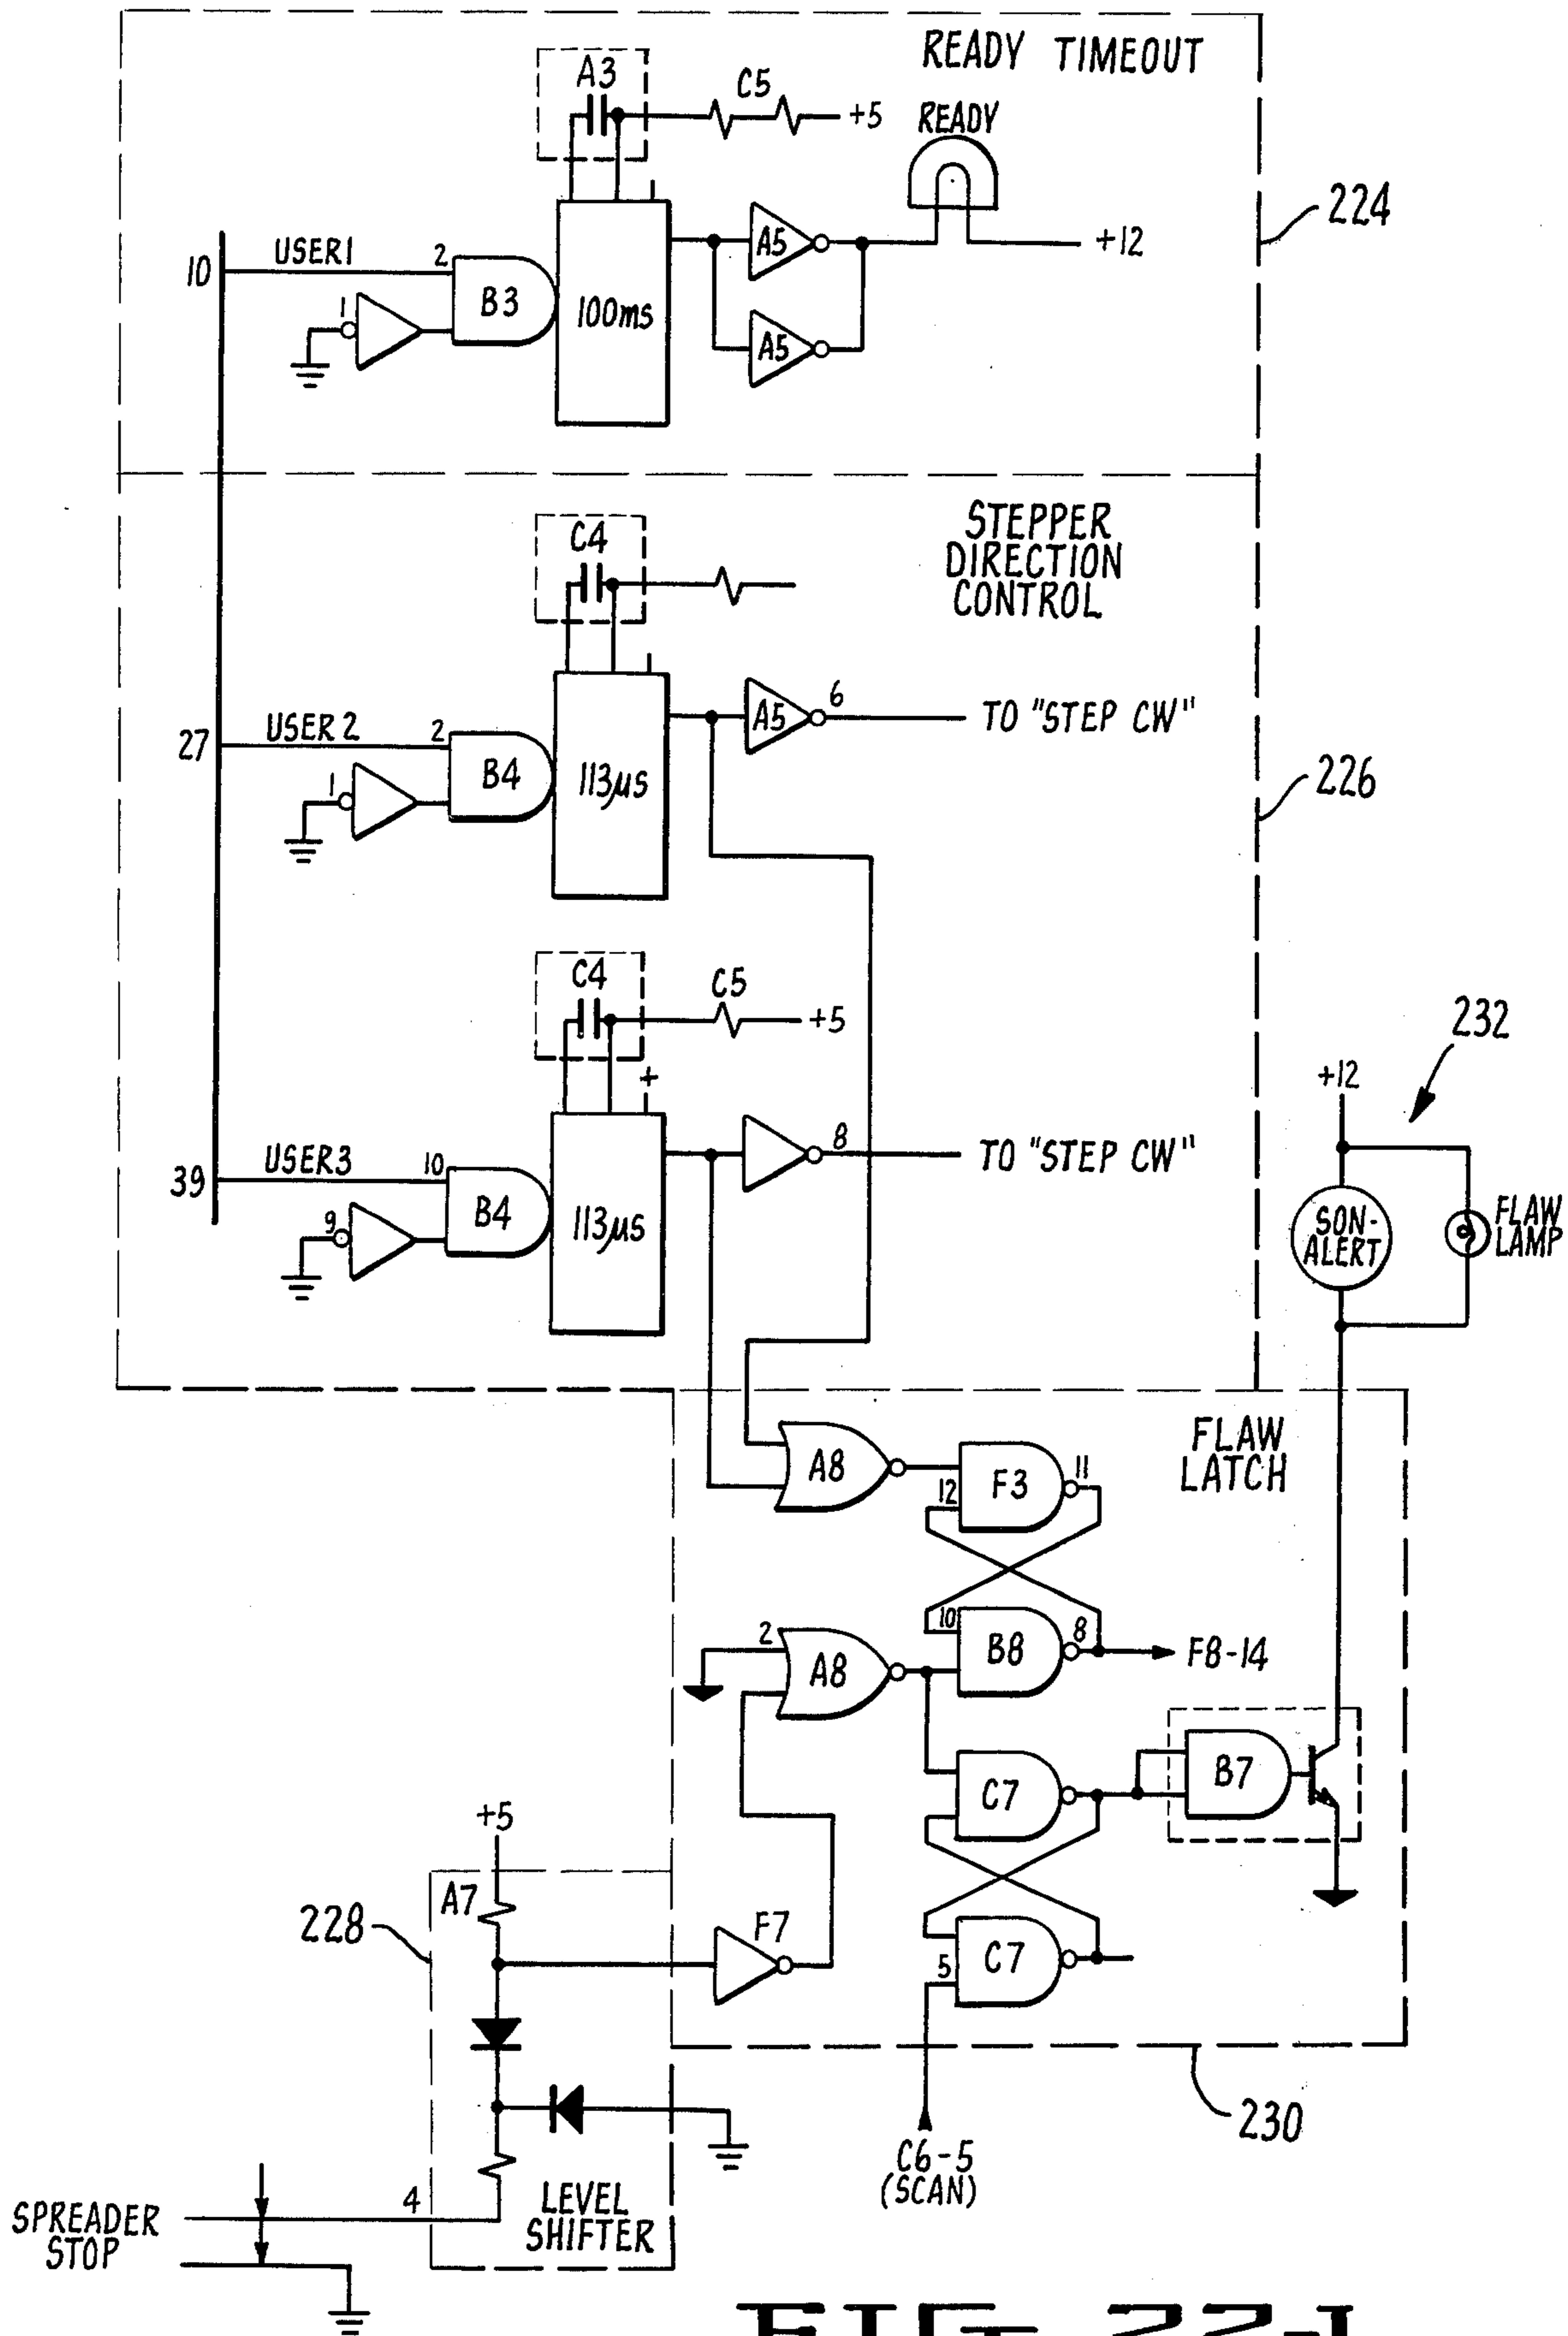 READY TIMEOUT
A3
C5
+5
READY
224
10
USER1
2
1
B3
100ms
A5
+12
A5
STEPPER
DIRECTION
CONTROL
C4
27
USER 2
2
1
B4
113μs
A5
6
TO "STEP CW"
226
C4
C5
+5
+
39
USER3
10
9
B4
113μs
8
TO "STEP CW"
232
+12
SON-
ALERT
FLAW
LAMP
FLAW
LATCH
A8
12
F3
11
2
A8
10
B8
8
F8-14
C7
B7
+5
A7
228
F7
5
C7
230
C6-5
(SCAN)
4
LEVEL
SHIFTER
SPREADER
STOP